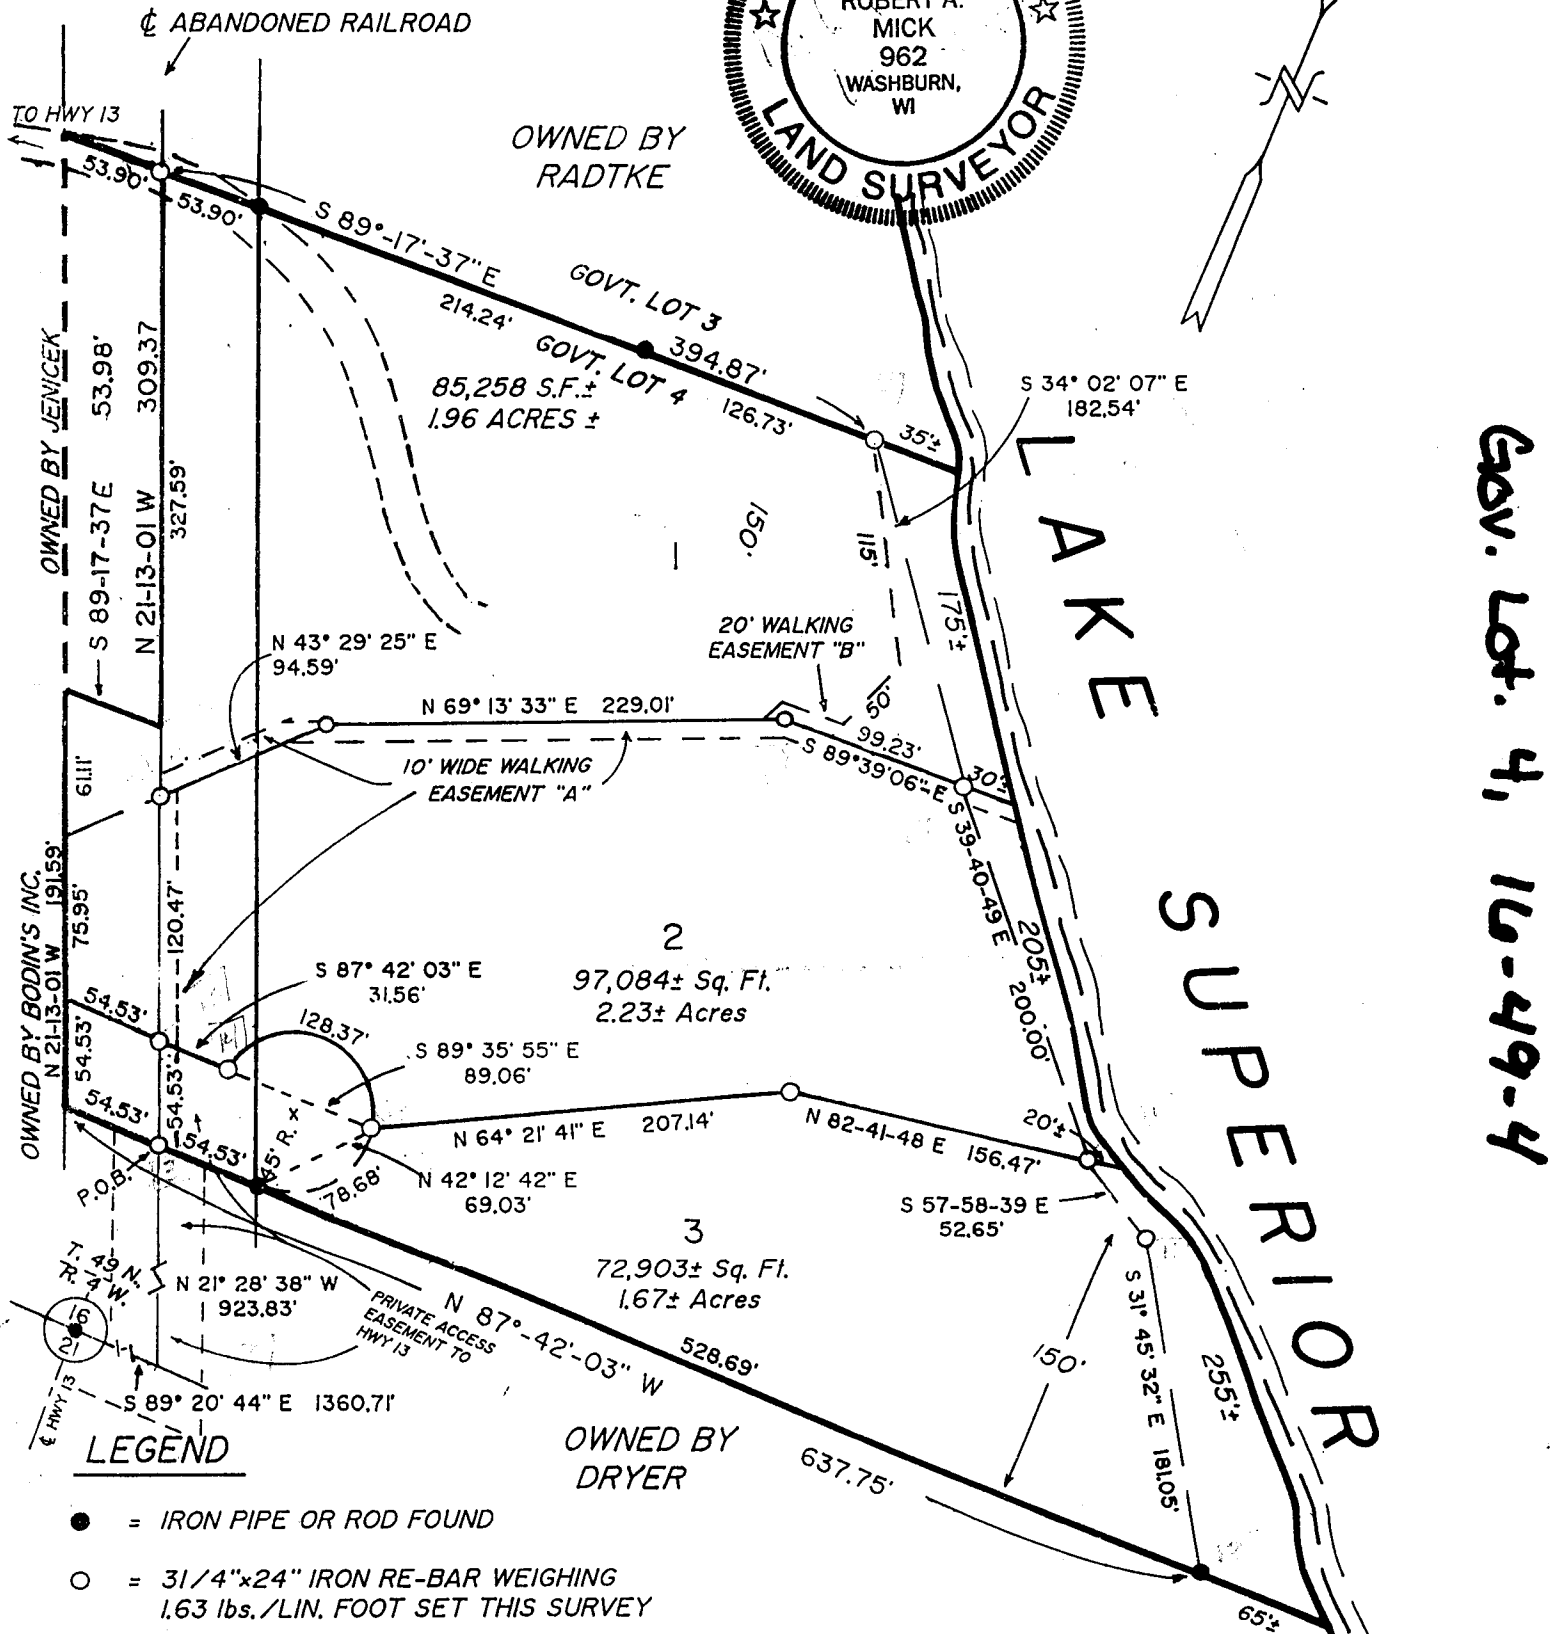 ℄ ABANDONED RAILROAD
ROBERT A.
MICK
962
WASHBURN,
WI
LAND SURVEYOR
TO HWY 13
OWNED BY
RADTKE
53.90'
53.90'
S 89°-17'-37" E
214.24'
GOVT. LOT 3
GOVT. LOT 4
394.87'
126.73'
35'±
85,258 S.F.±
1.96 ACRES ±
S 34° 02' 07" E
182.54'
OWNED BY JENICEK
S 89-17-37 E 53.98'
N 21-13-01 W 309.37
327.59'
1
150'
115'
175'±
LAKE SUPERIOR
Gov. Lot. 4, 16-49-4
N 43° 29' 25" E
94.59'
20' WALKING
EASEMENT "B"
50'
N 69° 13' 33" E 229.01'
99.23'
S 89°39'06" E
30'±
10' WIDE WALKING
EASEMENT "A"
61.11'
75.95'
OWNED BY BODIN'S INC.
N 21-13-01 W 191.59'
120.47'
S 39-40-49 E
205'±
200.00'
2
97,084± Sq. Ft.
2.23± Acres
S 87° 42' 03" E
31.56'
54.53'
54.53'
54.53'
54.53'
54.53'
128.37'
S 89° 35' 55" E
89.06'
45' R.
x
N 64° 21' 41" E 207.14'
N 82-41-48 E 156.47'
20'±
N 42° 12' 42" E
69.03'
78.68'
S 57-58-39 E
52.65'
P.O.B.
3
72,903± Sq. Ft.
1.67± Acres
T. 49 N.
R. 4 W.
N 21° 28' 38" W
923.83'
16
21
PRIVATE ACCESS
EASEMENT TO
HWY 13
N 87°-42'-03" W
528.69'
150'
S 31° 45' 32" E 181.05'
255'±
S 89° 20' 44" E 1360.71'
℄ HWY 13
OWNED BY
DRYER
637.75'
65'±
LEGEND
= IRON PIPE OR ROD FOUND
= 31/4"x24" IRON RE-BAR WEIGHING
1.63 lbs./LIN. FOOT SET THIS SURVEY